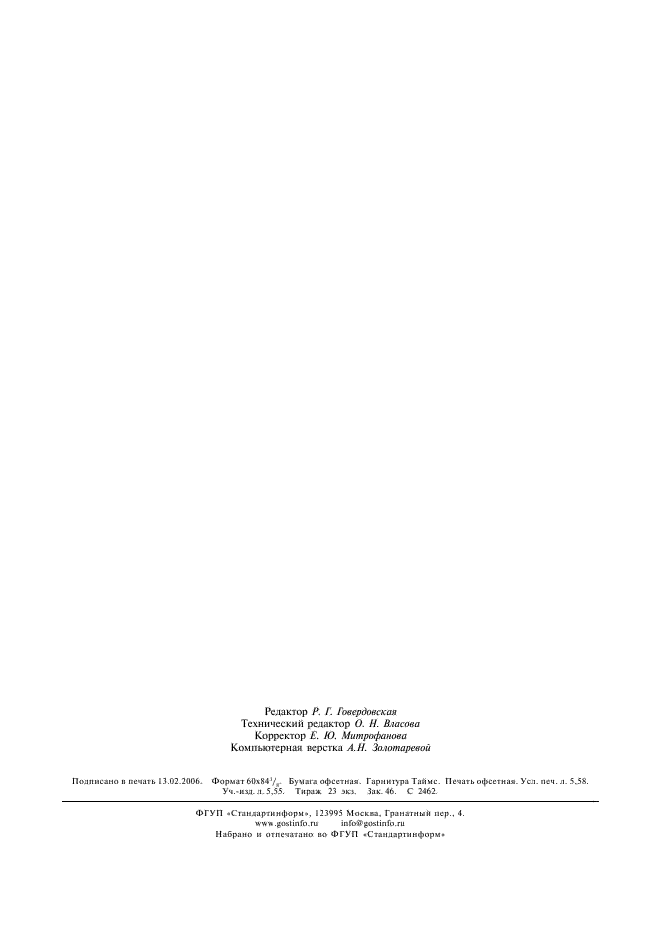 Редактор Р. Г. Говердовская
Технический редактор О. Н. Власова
Корректор Е. Ю. Митрофанова
Компьютерная верстка А.Н. Золотаревой
Подписано в печать 13.02.2006. Формат 60x84 1/8. Бумага офсетная. Гарнитура Таймс. Печать офсетная. Усл. печ. л. 5,58.
Уч.-изд. л. 5,55. Тираж 23 экз. Зак. 46. С 2462.
ФГУП «Стандартинформ», 123995 Москва, Гранатный пер., 4.
www.gostinfo.ru info@gostinfo.ru
Набрано и отпечатано во ФГУП «Стандартинформ»